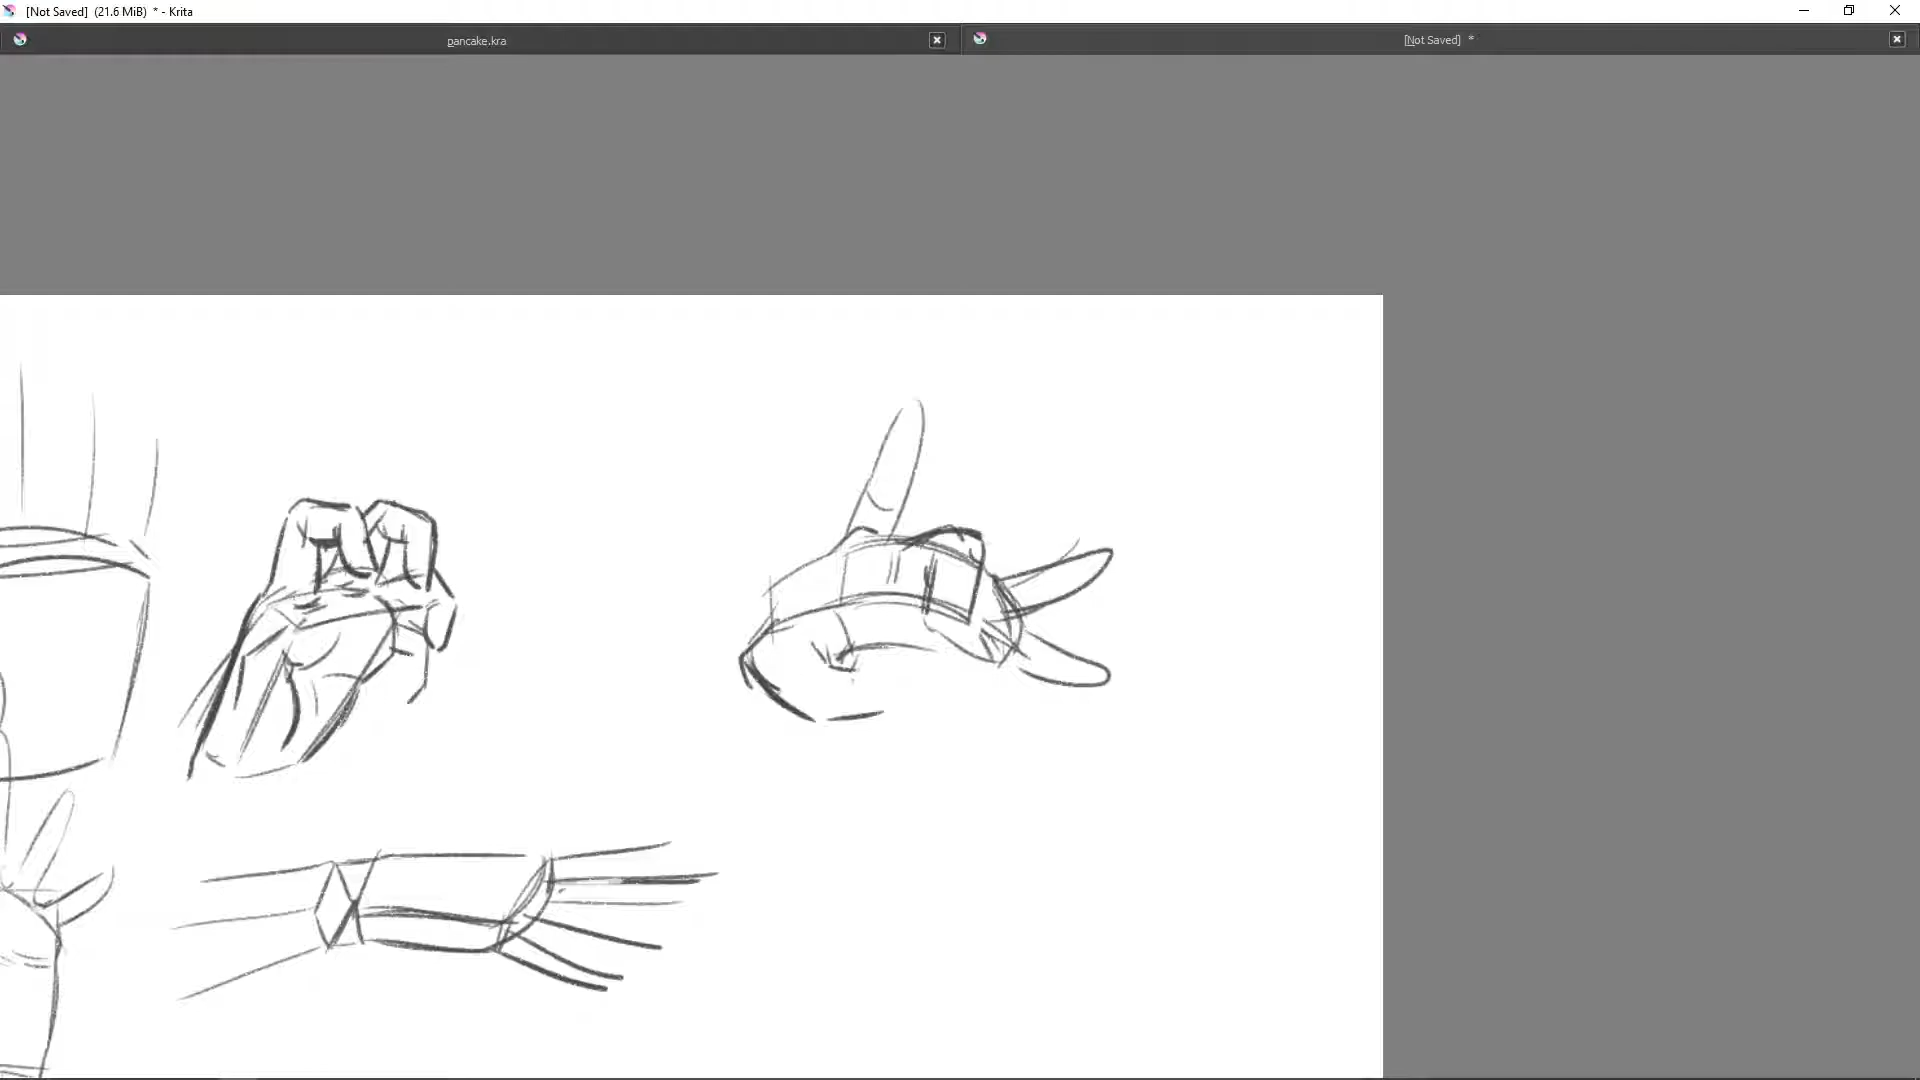 [Not Saved]  (21.6 MiB)  * - Krita
pancake.kra
[Not Saved]  *